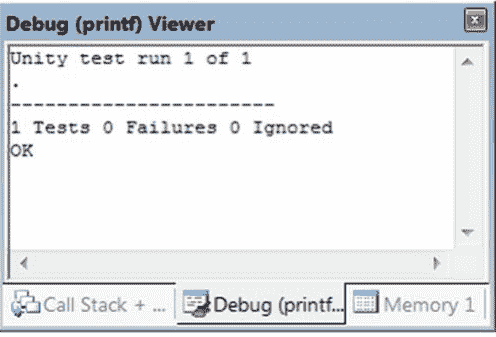 Debug (printf) Viewer
Unity test run 1 of 1
.
-----------------------
1 Tests 0 Failures 0 Ignored
OK
Call Stack + ... Debug (printf... Memory 1